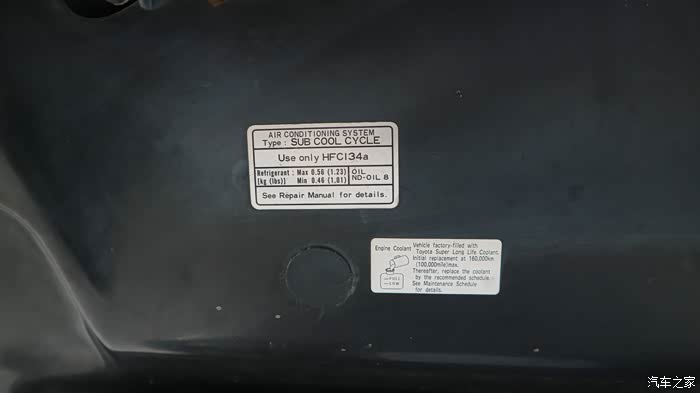 AIR CONDITIONING SYSTEM
Type : SUB COOL CYCLE
Use only HFC134a
Refrigerant : Max 0.56 (1.23)
[kg (lbs)] Min 0.46 (1.01)
OIL
ND-OIL 8
See Repair Manual for details.
Engine Coolant
Vehicle factory-filled with
Toyota Super Long Life Coolant.
Initial replacement at 160,000km
(100,000mile)max.
Thereafter, replace the coolant
by the recommended schedule.
See Maintenance Schedule
for details.
FULL
LOW
汽车之家